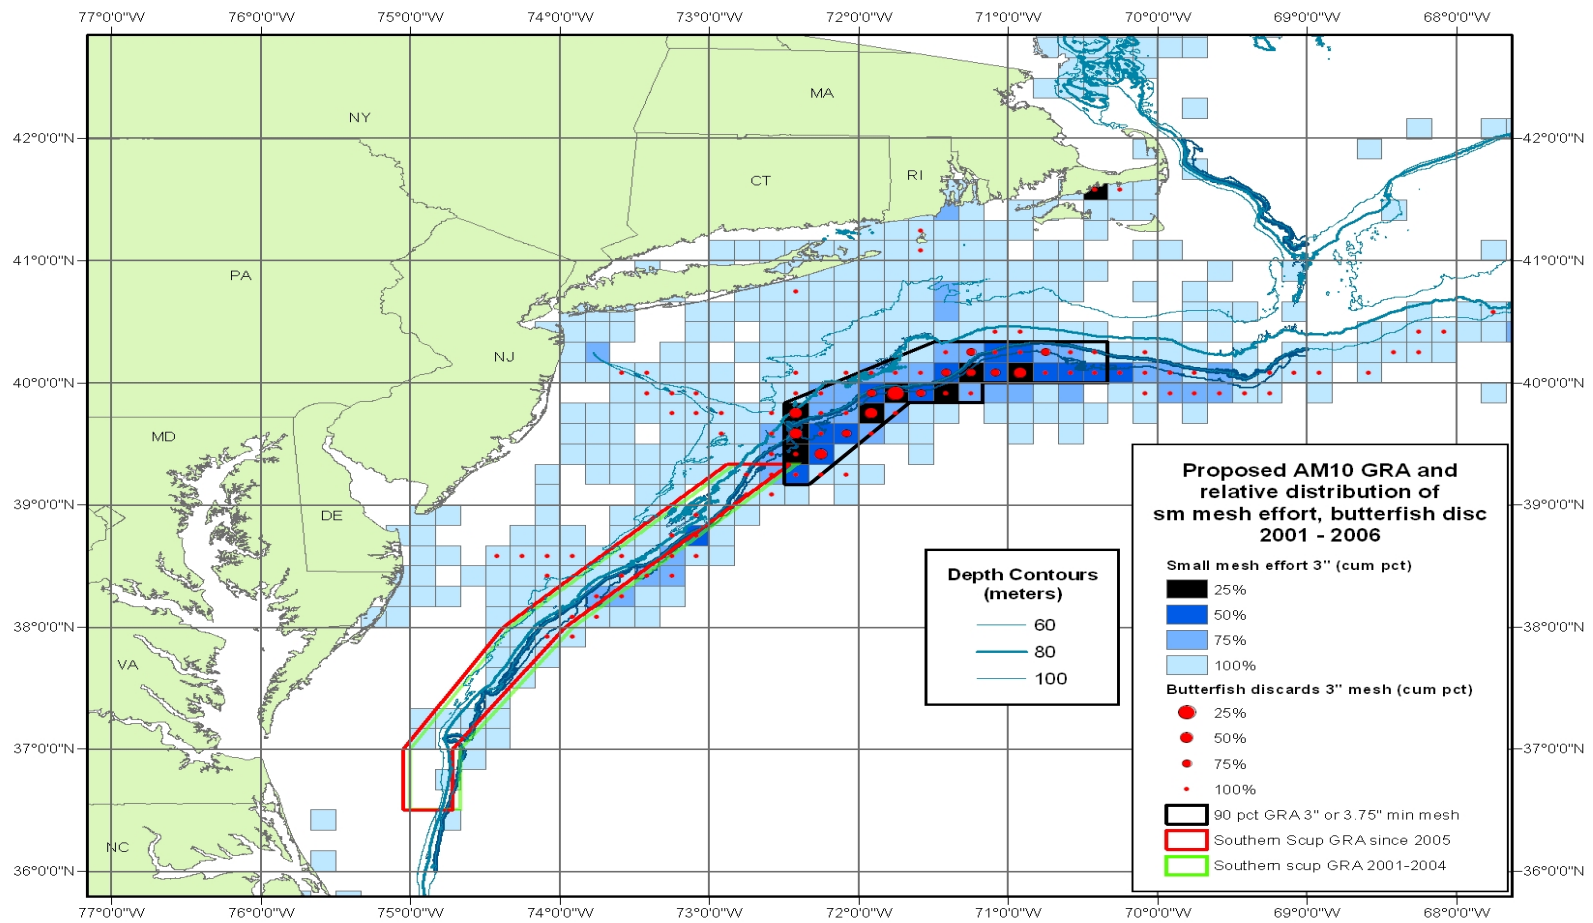 77°0'0"W 76°0'0"W 75°0'0"W 74°0'0"W 73°0'0"W 72°0'0"W 71°0'0"W 70°0'0"W 69°0'0"W 68°0'0"W
MA
NY
42°0'0"N 42°0'0"N
CT
RI
41°0'0"N 41°0'0"N
PA
NJ
40°0'0"N 40°0'0"N
MD
39°0'0"N 39°0'0"N
DE
38°0'0"N 38°0'0"N
VA
37°0'0"N 37°0'0"N
NC
36°0'0"N 36°0'0"N
Depth Contours
(meters)
60
80
100
Proposed AM10 GRA and
relative distribution of
sm mesh effort, butterfish disc
2001 - 2006
Small mesh effort 3" (cum pct)
25%
50%
75%
100%
Butterfish discards 3" mesh (cum pct)
25%
50%
75%
100%
90 pct GRA 3" or 3.75" min mesh
Southern Scup GRA since 2005
Southern scup GRA 2001-2004
77°0'0"W 76°0'0"W 75°0'0"W 74°0'0"W 73°0'0"W 72°0'0"W 71°0'0"W 70°0'0"W 69°0'0"W 68°0'0"W